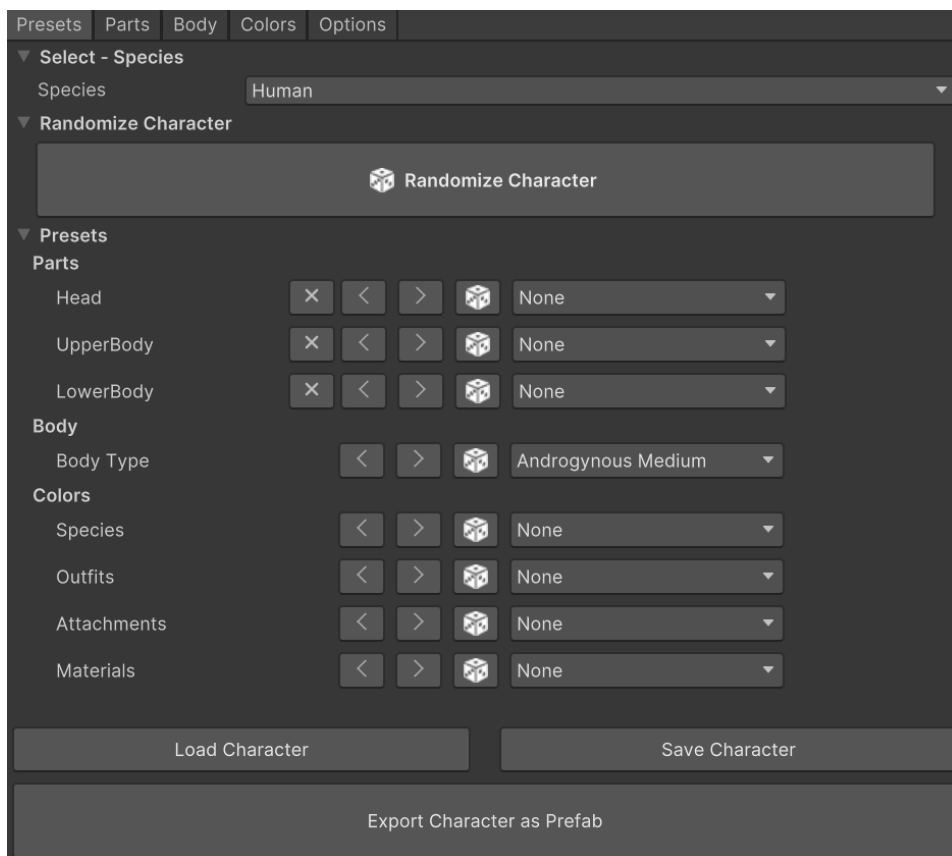 Presets Parts Body Colors Options
Select - Species
Species Human
Randomize Character
Randomize Character
Presets
Parts
Head None
UpperBody None
LowerBody None
Body
Body Type Androgynous Medium
Colors
Species None
Outfits None
Attachments None
Materials None
Load Character Save Character
Export Character as Prefab